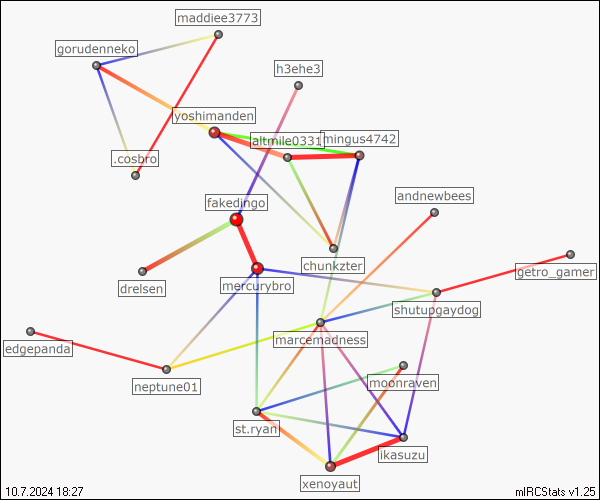 maddiee3773
gorudenneko
h3ehe3
yoshimanden
altmile0331
mingus4742
.cosbro
andnewbees
fakedingo
chunkzter
getro_gamer
drelsen
mercurybro
shutupgaydog
marcemadness
edgepanda
neptune01
moonraven
st.ryan
ikasuzu
xenoyaut
10.7.2024 18:27
mIRCStats v1.25